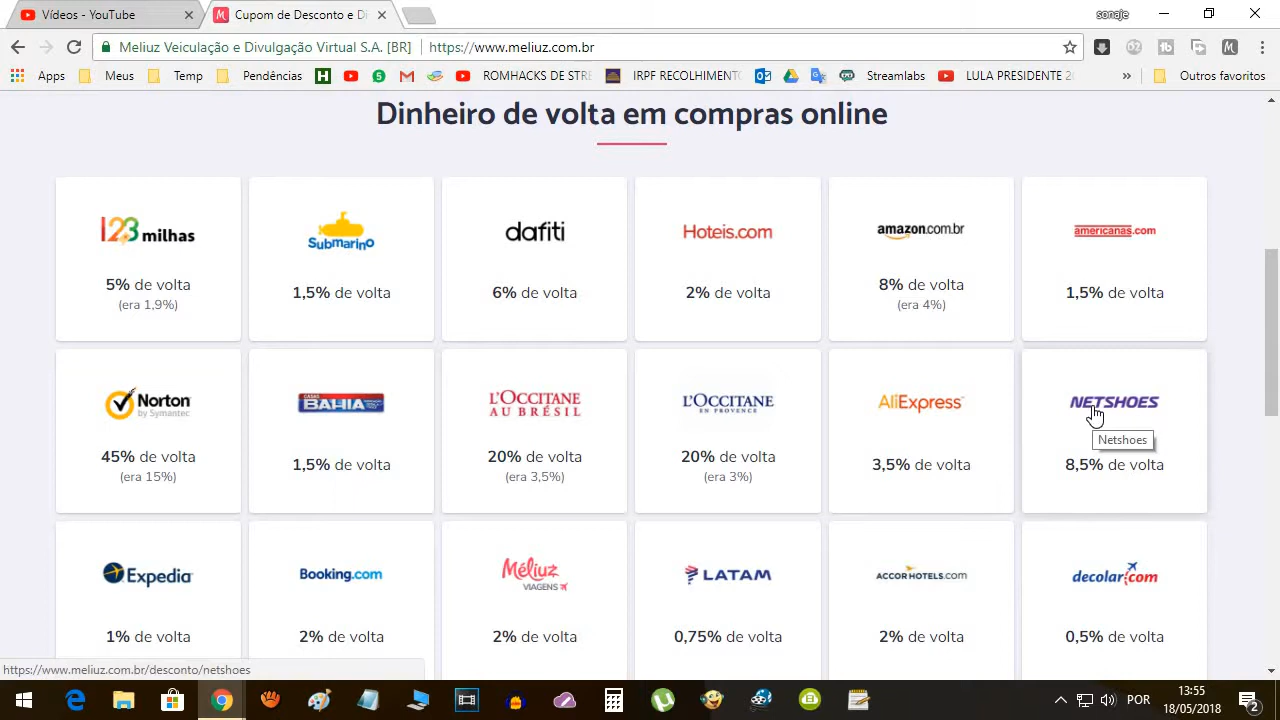 Vídeos - YouTube
Cupom de Desconto e Di
sonaje
Meliuz Veiculação e Divulgação Virtual S.A. [BR]
https://www.meliuz.com.br
Apps
Meus
Temp
Pendências
ROMHACKS DE STRE
IRPF RECOLHIMENTO
Streamlabs
LULA PRESIDENTE 2
»
Outros favoritos
Dinheiro de volta em compras online
123 milhas
Submarino
dafiti
Hoteis.com
amazon.com.br
americanas.com
5% de volta
(era 1,9%)
1,5% de volta
6% de volta
2% de volta
8% de volta
(era 4%)
1,5% de volta
Norton
by Symantec
CASAS
BAHIA
L'OCCITANE
AU BRÉSIL
L'OCCITANE
EN PROVENCE
AliExpress
NETSHOES
Netshoes
45% de volta
(era 15%)
1,5% de volta
20% de volta
(era 3,5%)
20% de volta
(era 3%)
3,5% de volta
8,5% de volta
Expedia
Booking.com
Méliuz
VIAGENS
LATAM
ACCORHOTELS.com
decolar.com
1% de volta
2% de volta
2% de volta
0,75% de volta
2% de volta
0,5% de volta
https://www.meliuz.com.br/desconto/netshoes
POR
13:55
18/05/2018
2